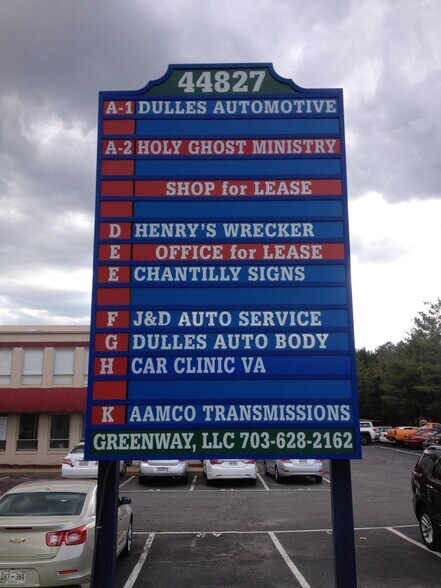 44827
A-1 DULLES AUTOMOTIVE
A-2 HOLY GHOST MINISTRY
SHOP for LEASE
D HENRY'S WRECKER
E OFFICE for LEASE
E CHANTILLY SIGNS
F J&D AUTO SERVICE
G DULLES AUTO BODY
H CAR CLINIC VA
K AAMCO TRANSMISSIONS
GREENWAY, LLC 703-628-2162